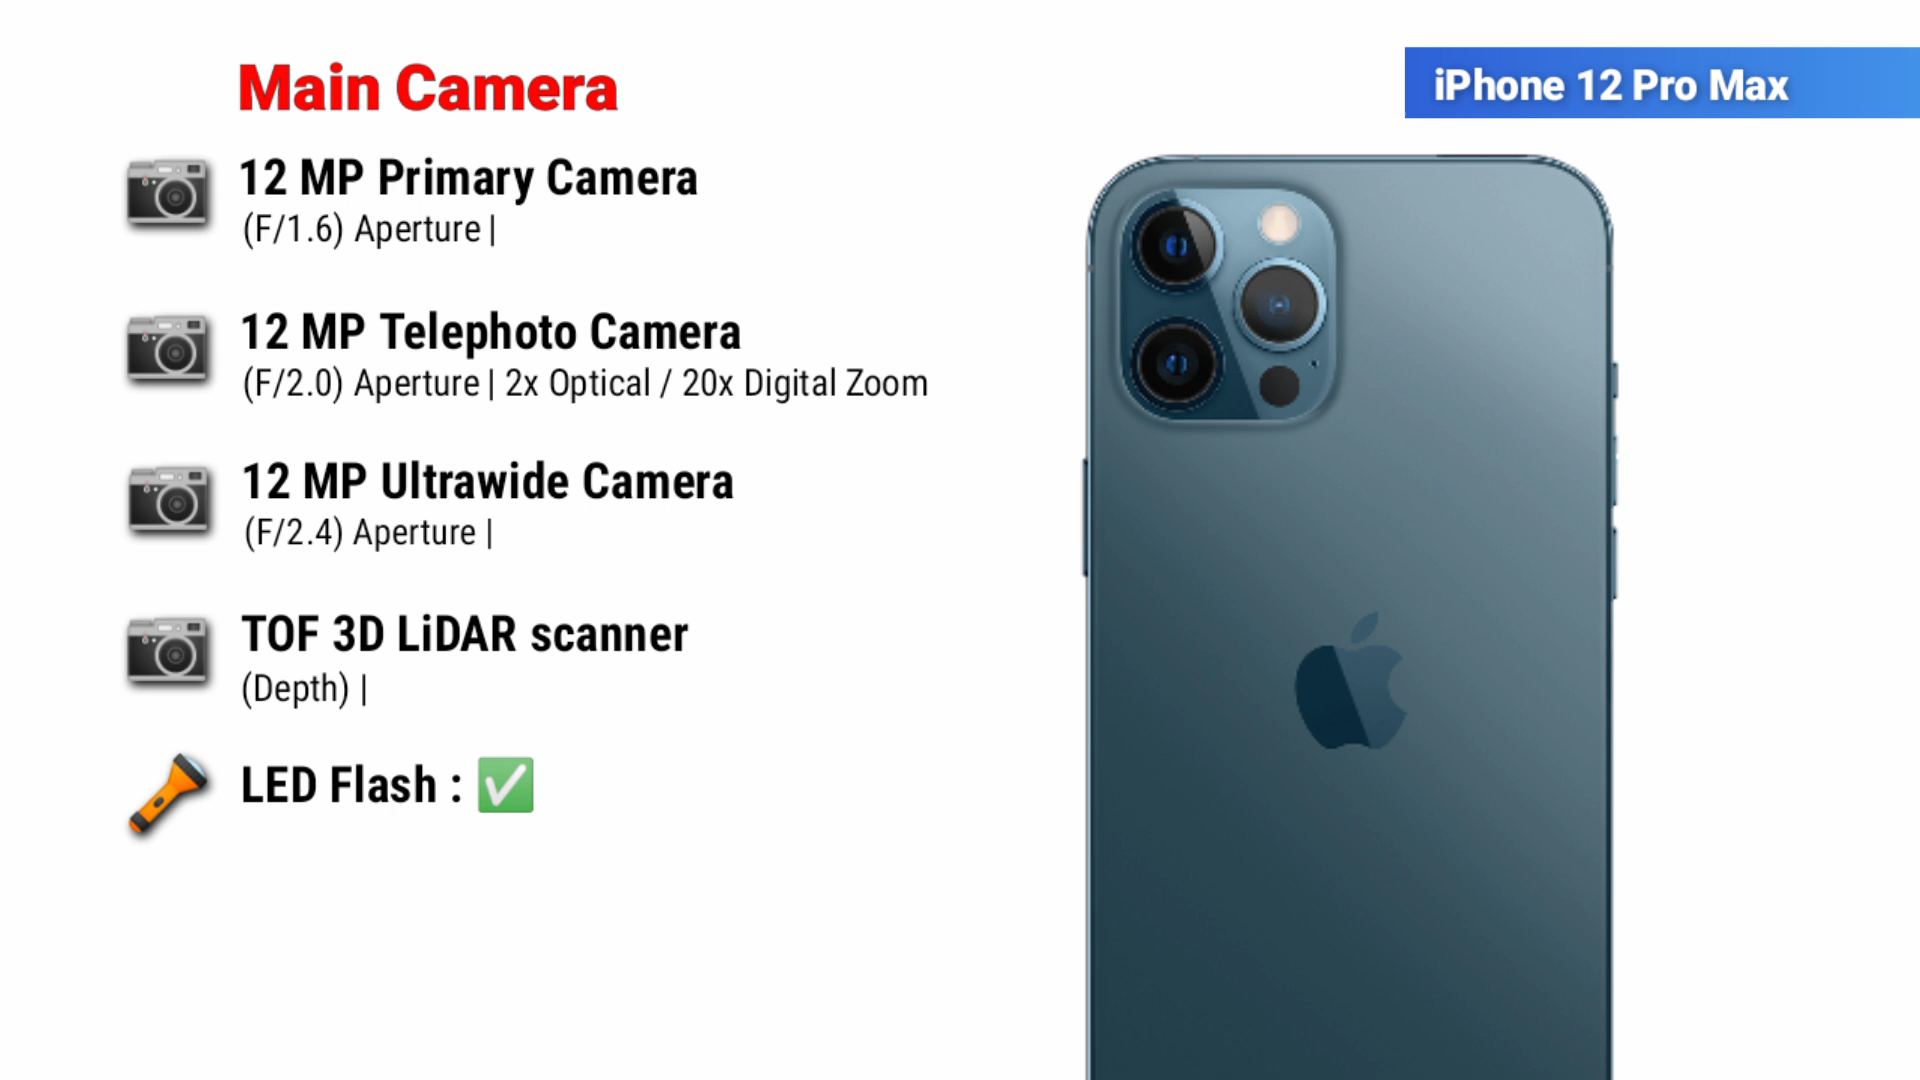 Main Camera
iPhone 12 Pro Max
12 MP Primary Camera
(F/1.6) Aperture |
12 MP Telephoto Camera
(F/2.0) Aperture | 2x Optical / 20x Digital Zoom
12 MP Ultrawide Camera
(F/2.4) Aperture |
TOF 3D LiDAR scanner
(Depth) |
LED Flash : ✅